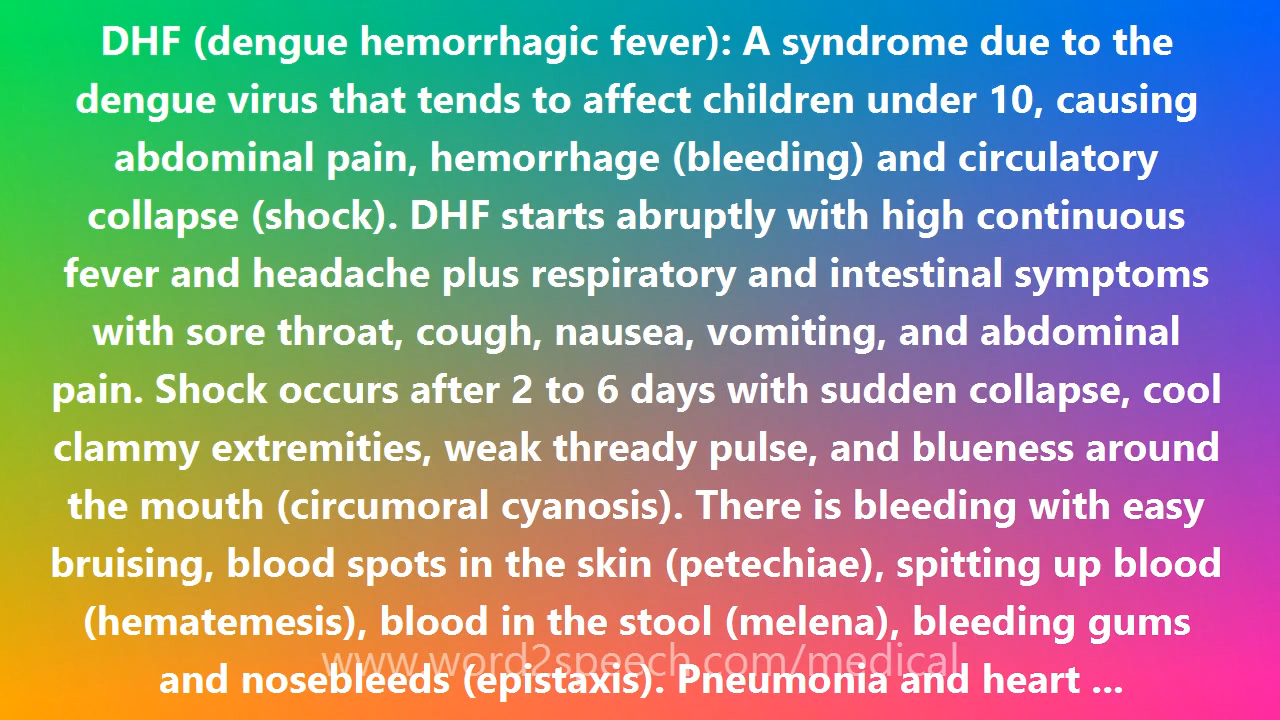 DHF (dengue hemorrhagic fever): A syndrome due to the
dengue virus that tends to affect children under 10, causing
abdominal pain, hemorrhage (bleeding) and circulatory
collapse (shock). DHF starts abruptly with high continuous
fever and headache plus respiratory and intestinal symptoms
with sore throat, cough, nausea, vomiting, and abdominal
pain. Shock occurs after 2 to 6 days with sudden collapse, cool
clammy extremities, weak thready pulse, and blueness around
the mouth (circumoral cyanosis). There is bleeding with easy
bruising, blood spots in the skin (petechiae), spitting up blood
(hematemesis), blood in the stool (melena), bleeding gums
www.word2speech.com/medical
and nosebleeds (epistaxis). Pneumonia and heart ...